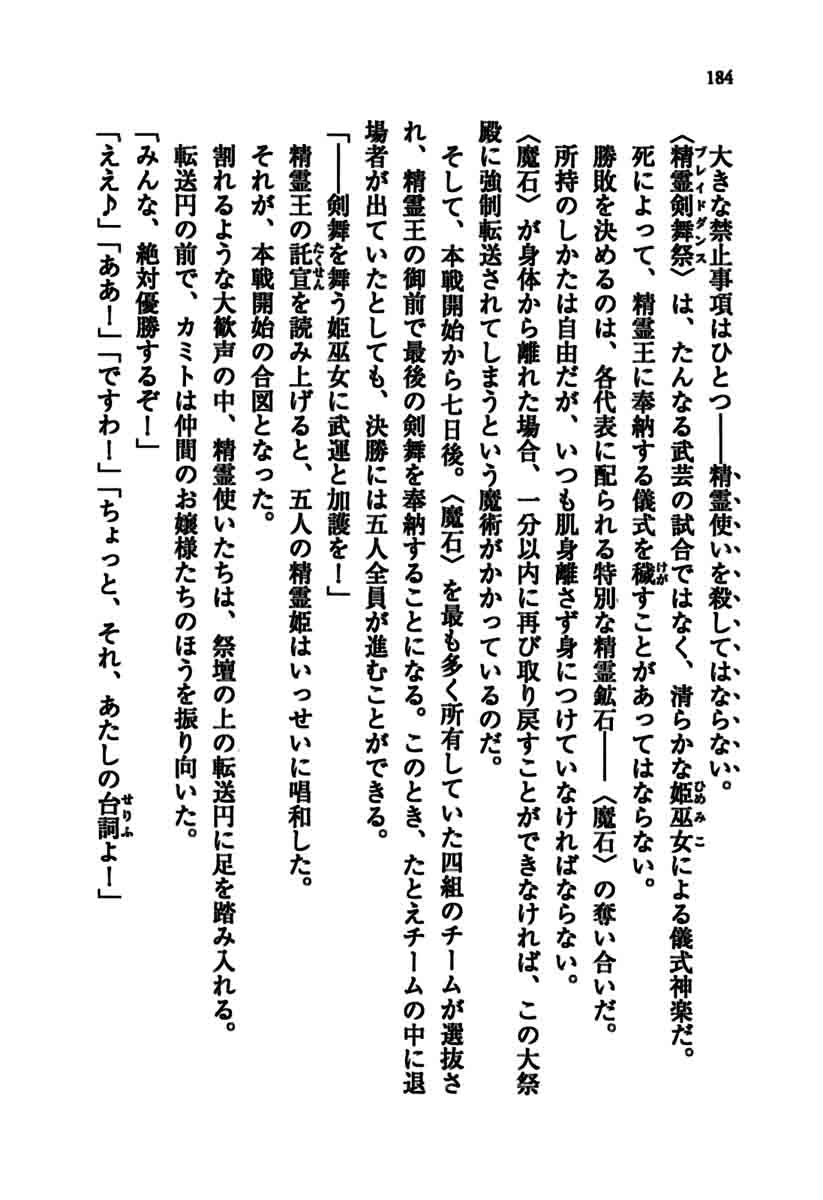 184
大きな禁止事項はひとつ――精霊使いを殺してはならない。
〈精霊剣舞祭〉は、たんなる武芸の試合ではなく、清らかな姫巫女による儀式神楽だ。
死によって、精霊王に奉納する儀式を穢すことがあってはならない。
勝敗を決めるのは、各代表に配られる特別な精霊鉱石――〈魔石〉の奪い合いだ。
所持のしかたは自由だが、いつも肌身離さず身につけていなければならない。
〈魔石〉が身体から離れた場合、一分以内に再び取り戻すことができなければ、この大祭
殿に強制転送されてしまうという魔術がかかっているのだ。
そして、本戦開始から七日後。〈魔石〉を最も多く所有していた四組のチームが選抜さ
れ、精霊王の御前で最後の剣舞を奉納することになる。このとき、たとえチームの中に退
場者が出ていたとしても、決勝には五人全員が進むことができる。
「――剣舞を舞う姫巫女に武運と加護を！」
精霊王の託宣を読み上げると、五人の精霊姫はいっせいに唱和した。
それが、本戦開始の合図となった。
割れるような大歓声の中、精霊使いたちは、祭壇の上の転送円に足を踏み入れる。
転送円の前で、カミトは仲間のお嬢様たちのほうを振り向いた。
「みんな、絶対優勝するぞ！」
「ええ♪」「ああ！」「ですわ！」「ちょっと、それ、あたしの台詞よ！」